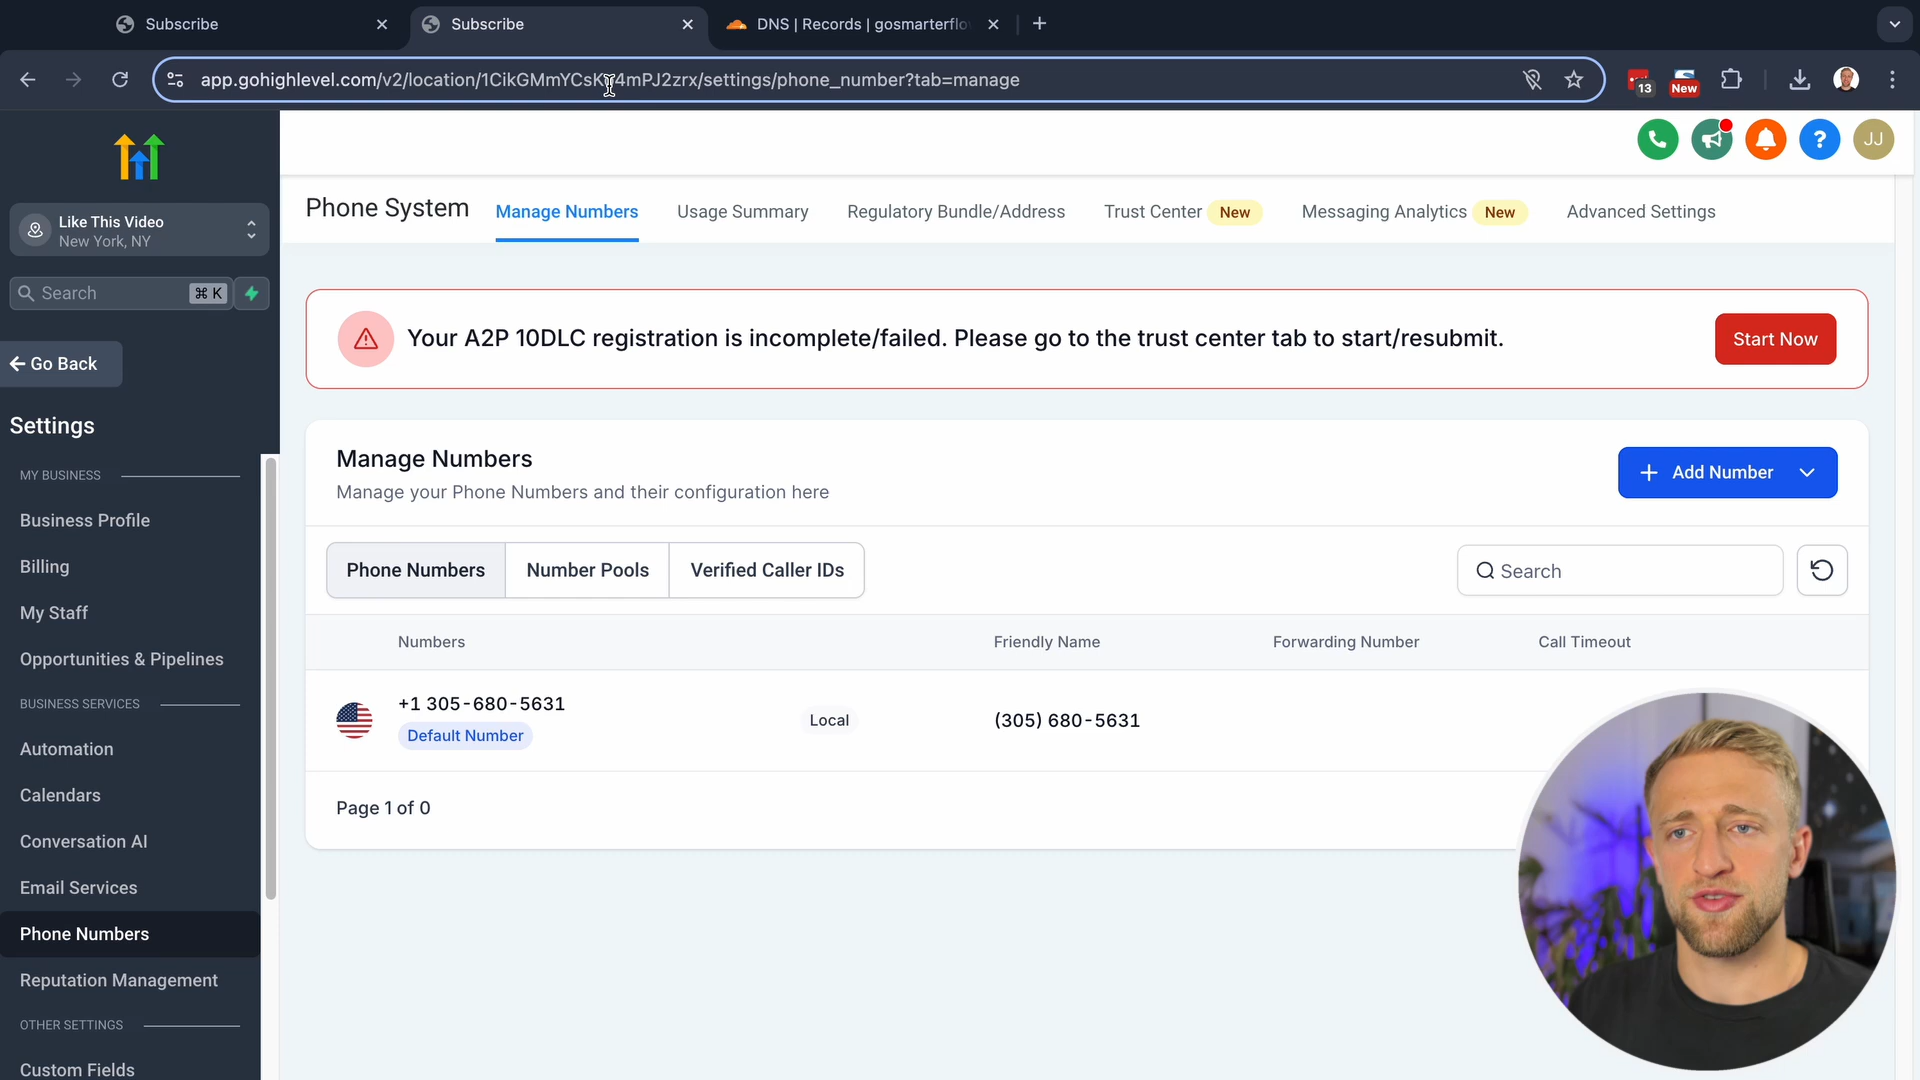 Subscribe
Subscribe
DNS | Records | gosmarterflo
app.gohighlevel.com/v2/location/1CikGMmYCsK 4mPJ2zrx/settings/phone_number?tab=manage
13
New
JJ
Like This Video
New York, NY
Search
⌘ K
Go Back
Settings
MY BUSINESS
Business Profile
Billing
My Staff
Opportunities & Pipelines
BUSINESS SERVICES
Automation
Calendars
Conversation AI
Email Services
Phone Numbers
Reputation Management
OTHER SETTINGS
Custom Fields
Phone System
Manage Numbers
Usage Summary
Regulatory Bundle/Address
Trust Center New
Messaging Analytics New
Advanced Settings
Your A2P 10DLC registration is incomplete/failed. Please go to the trust center tab to start/resubmit.
Start Now
Manage Numbers
Manage your Phone Numbers and their configuration here
+ Add Number
Phone Numbers
Number Pools
Verified Caller IDs
Search
Numbers
Friendly Name
Forwarding Number
Call Timeout
+1 305-680-5631
Default Number
Local
(305) 680-5631
Page 1 of 0